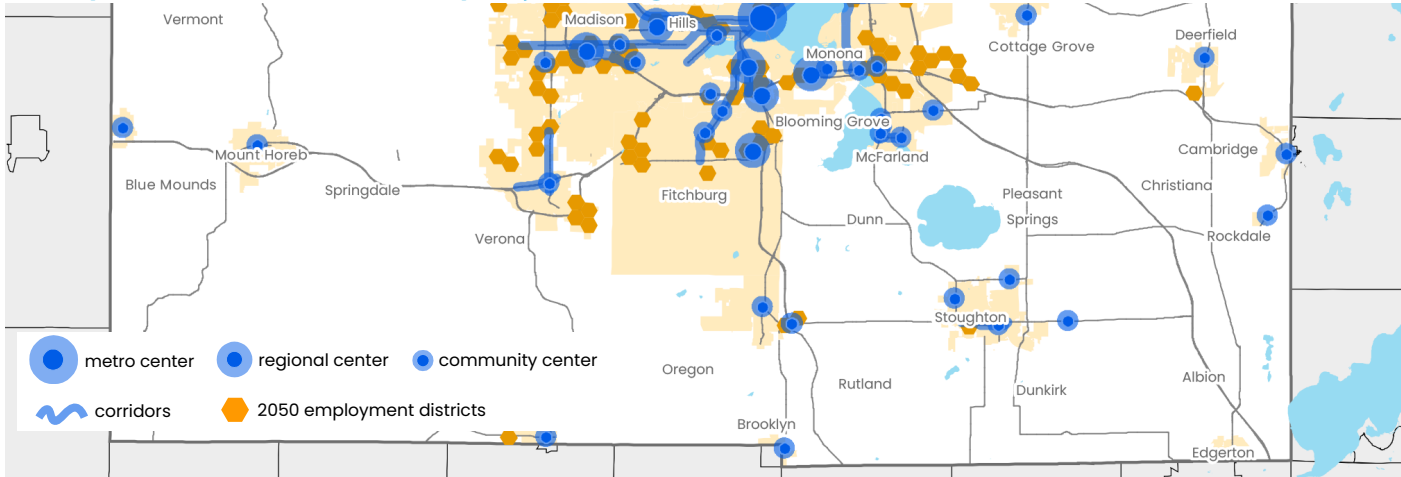 Vermont
Madison
Hills
Monona
Cottage Grove
Deerfield
Blooming Grove
McFarland
Mount Horeb
Cambridge
Blue Mounds
Springdale
Fitchburg
Christiana
Pleasant
Springs
Dunn
Verona
Rockdale
Stoughton
metro center
regional center
community center
Oregon
Rutland
Dunkirk
Albion
corridors
2050 employment districts
Brooklyn
Edgerton